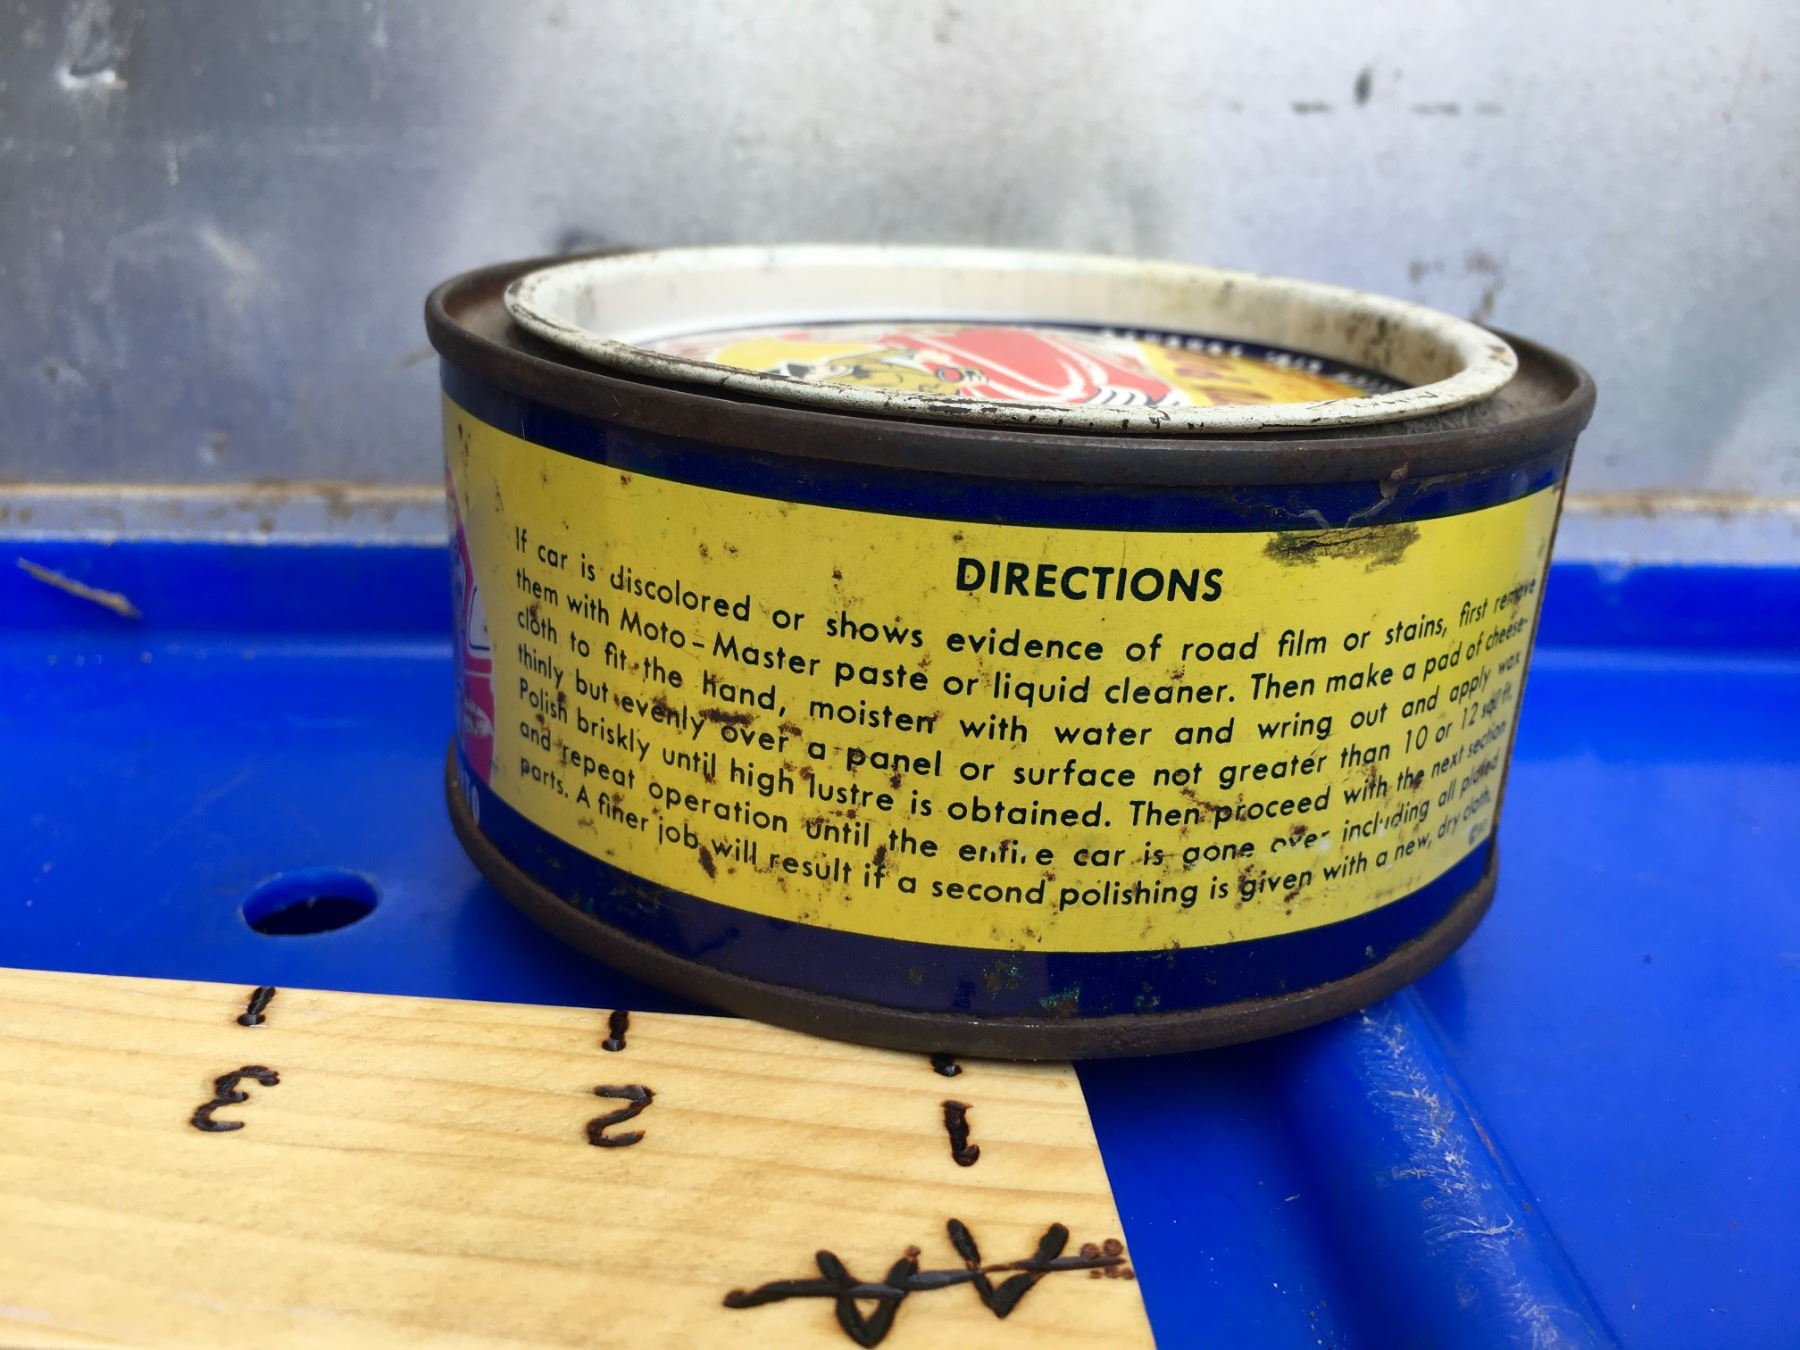 DIRECTIONS
If car is discolored or shows evidence of road film or stains, first remove
them with Moto-Master paste or liquid cleaner. Then make a pad of cheese-
cloth to fit the hand, moisten with water and wring out and apply wax
thinly but evenly over a panel or surface not greater than 10 or 12 sq. ft.
Polish briskly until high lustre is obtained. Then proceed with the next section
and repeat operation until the entire car is gone over including all plated
parts. A finer job will result if a second polishing is given with a new, dry cloth.
3 2 1